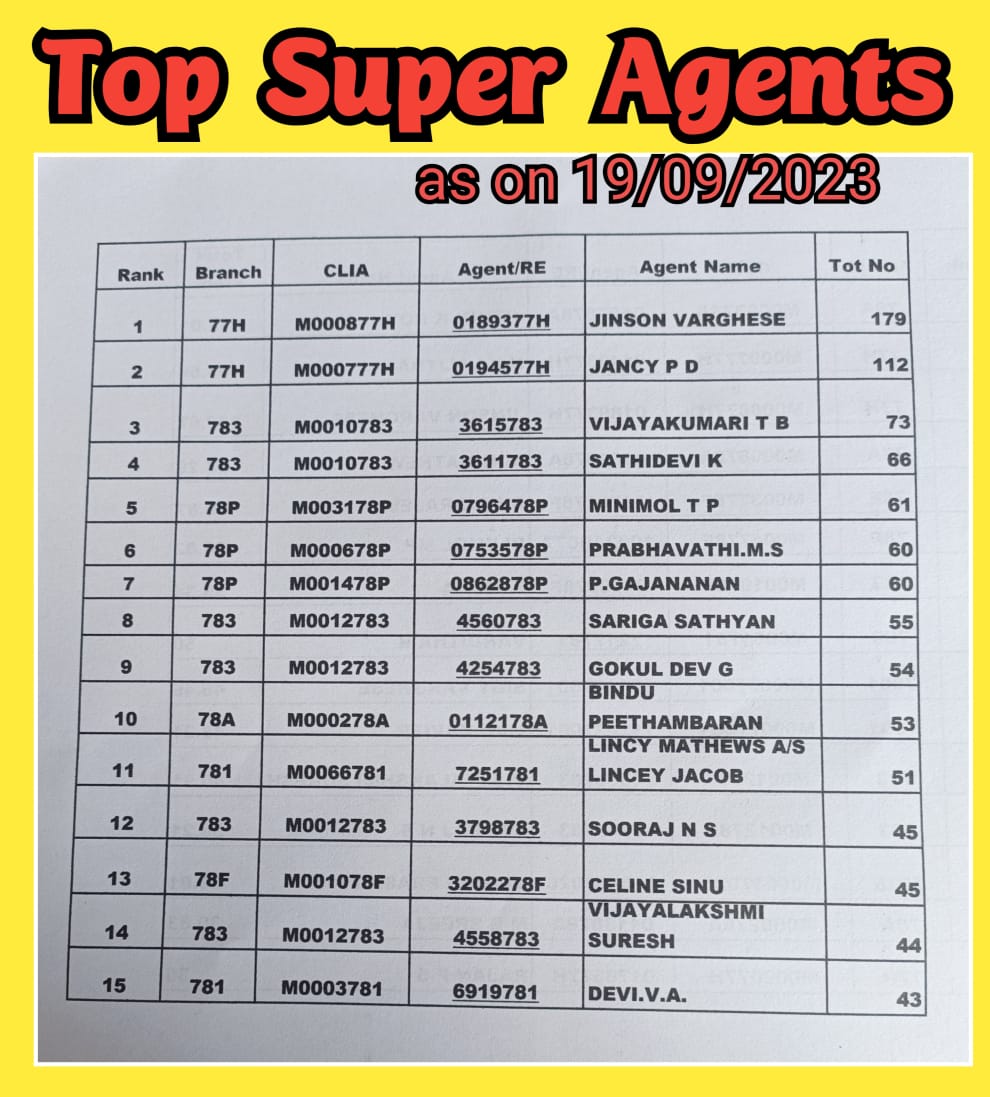 Top Super Agents
as on 19/09/2023
Rank Branch CLIA Agent/RE Agent Name Tot No
1 77H M000877H 0189377H JINSON VARGHESE 179
2 77H M000777H 0194577H JANCY P D 112
3 783 M0010783 3615783 VIJAYAKUMARI T B 73
4 783 M0010783 3611783 SATHIDEVI K 66
5 78P M003178P 0796478P MINIMOL T P 61
6 78P M000678P 0753578P PRABHAVATHI.M.S 60
7 78P M001478P 0862878P P.GAJANANAN 60
8 783 M0012783 4560783 SARIGA SATHYAN 55
9 783 M0012783 4254783 GOKUL DEV G 54
BINDU
10 78A M000278A 0112178A PEETHAMBARAN 53
LINCY MATHEWS A/S
11 781 M0066781 7251781 LINCEY JACOB 51
12 783 M0012783 3798783 SOORAJ N S 45
13 78F M001078F 3202278F CELINE SINU 45
VIJAYALAKSHMI
14 783 M0012783 4558783 SURESH 44
15 781 M0003781 6919781 DEVI.V.A. 43